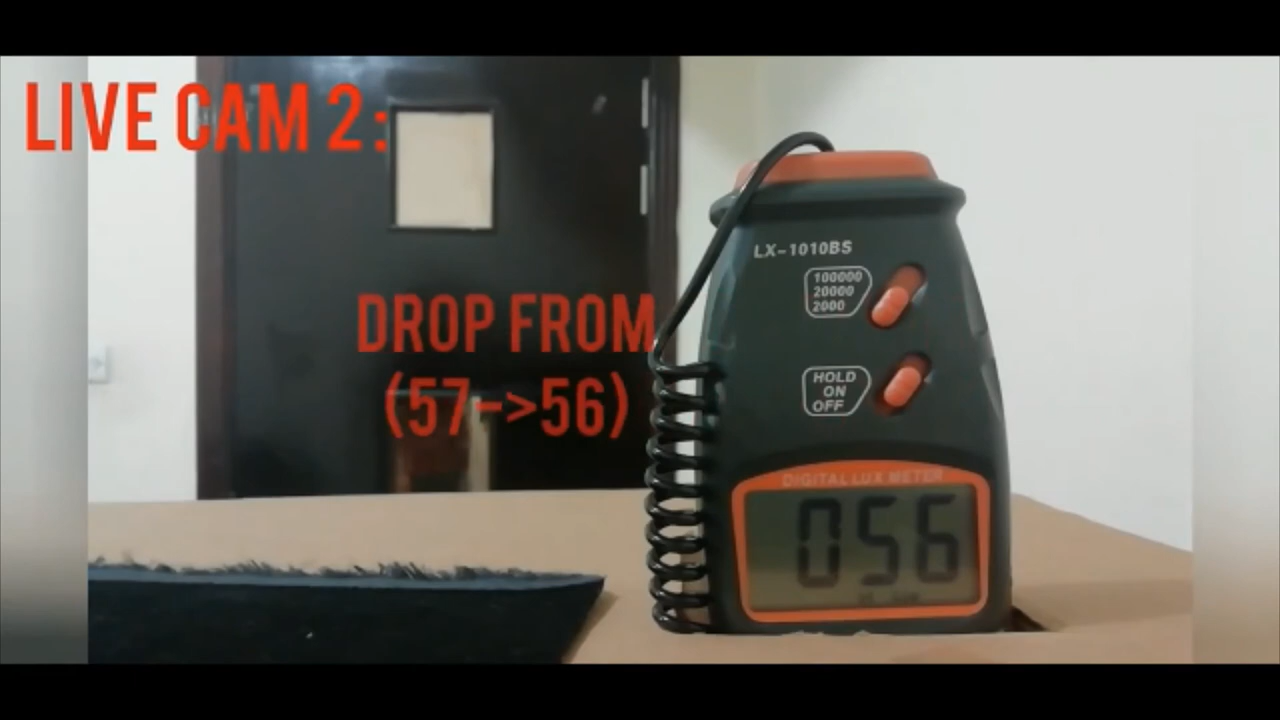 LIVE CAM 2:
LX-1010BS
100000
20000
2000
DROP FROM
(57->56)
HOLD
ON
OFF
DIGITAL LUX METER
056